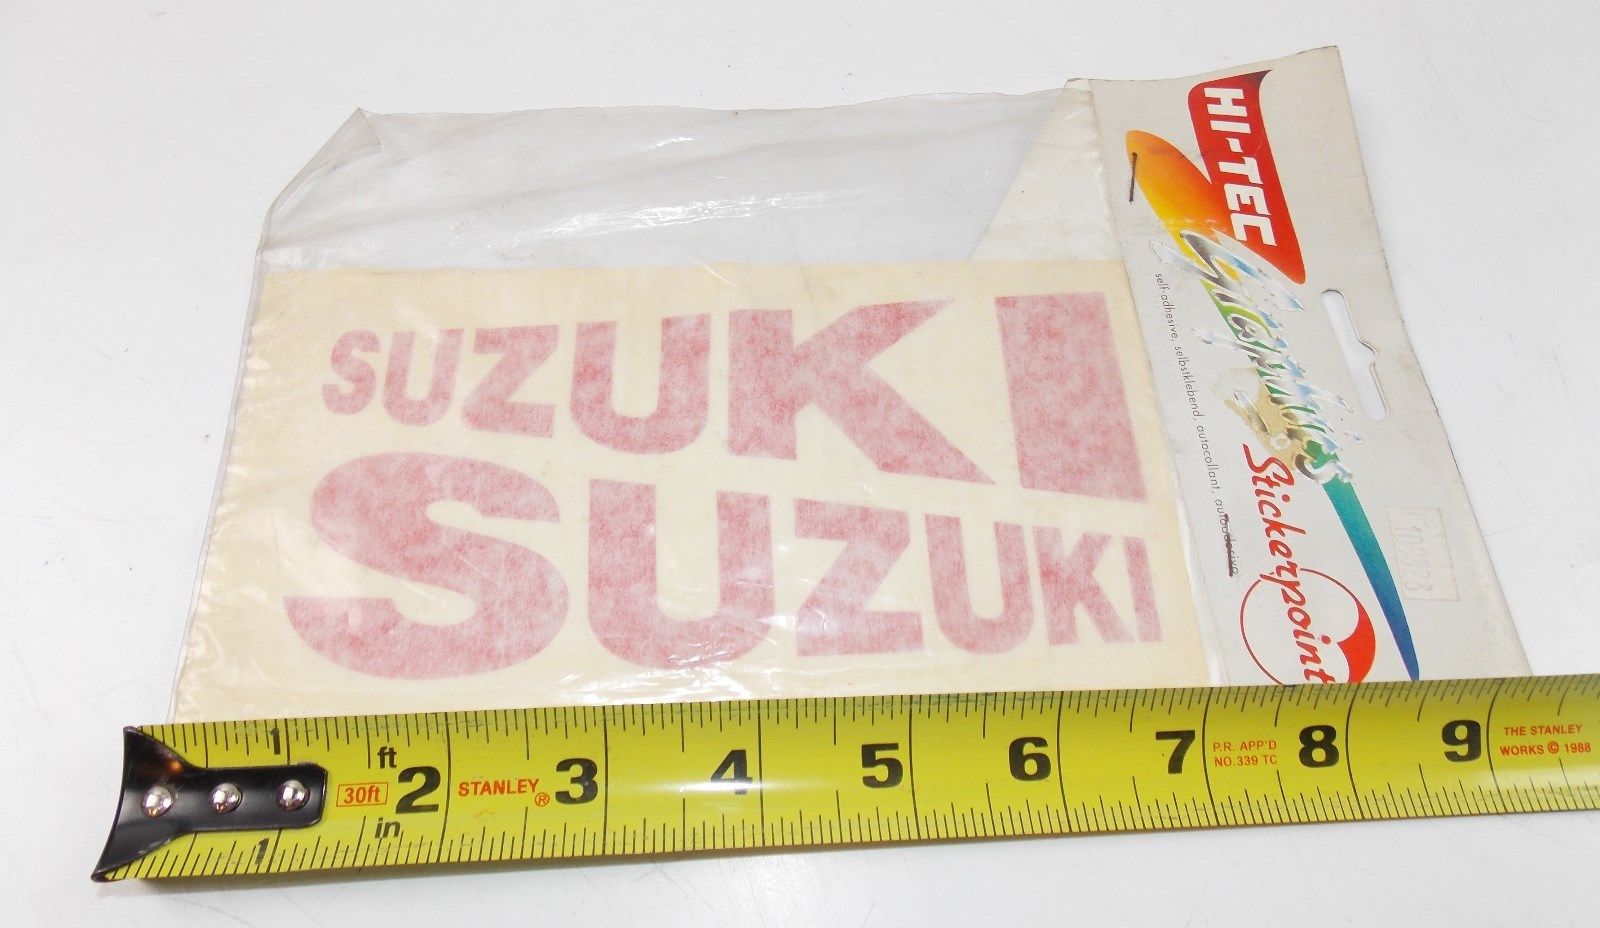 SUZUKI
SUZUKI
HI-TEC
Graphics
self-adhesive, selbstklebend, autocollant, autoadesivo
Stickerpoint
1 ft 2 3 4 5 6 7 8 9
30ft
in
1
STANLEY®
P.R. APP'D
NO.339 TC
THE STANLEY
WORKS © 1988